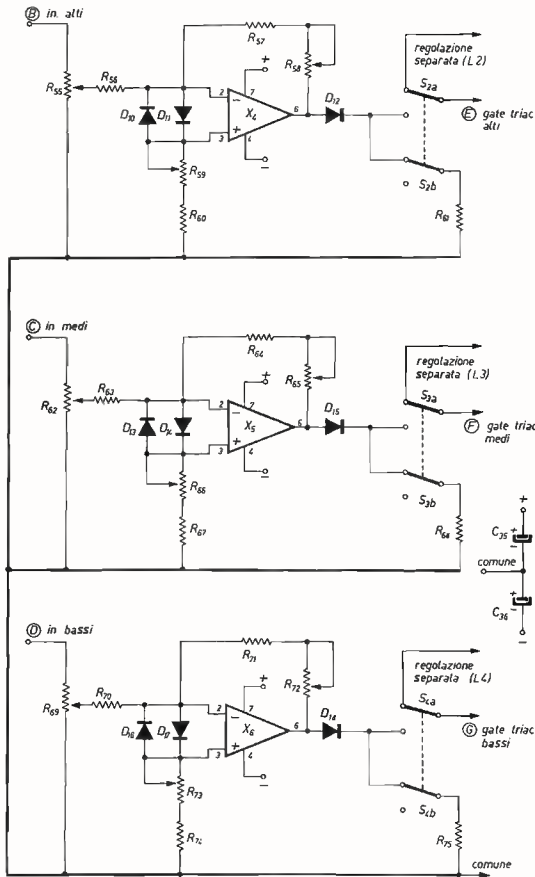 B in. alti
R57
R58
+
R55
R56
D10
D11
2
−
7
X4
6
3
+
4
−
D12
regolazione
separata (L2)
S2a
E
gate triac
alti
R59
R60
S2b
R61
C in medi
R64
R65
+
R62
R63
D13
D14
2
−
7
X5
6
3
+
4
−
D15
regolazione
separata (L3)
S3a
F
gate triac
medi
R66
R67
S3b
R64
+
+
C35
−
comune
+
C36
−
−
D in bassi
R71
R72
+
R69
R70
D16
D17
2
−
7
X6
6
3
+
4
−
D14
regolazione
separata (L4)
S4a
G
gate triac
bassi
R73
R74
S4b
R75
comune